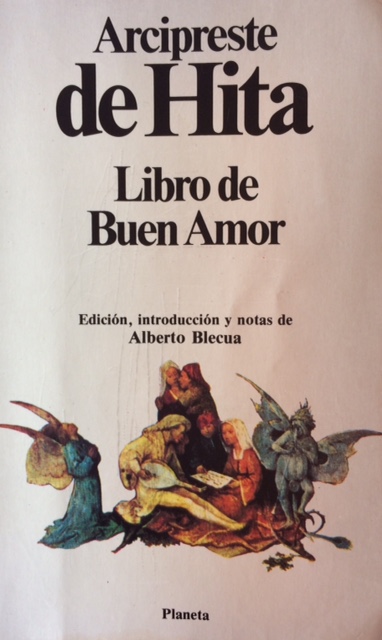 Arcipreste
de Hita
Libro de
Buen Amor
Edición, introducción y notas de
Alberto Blecua
Planeta